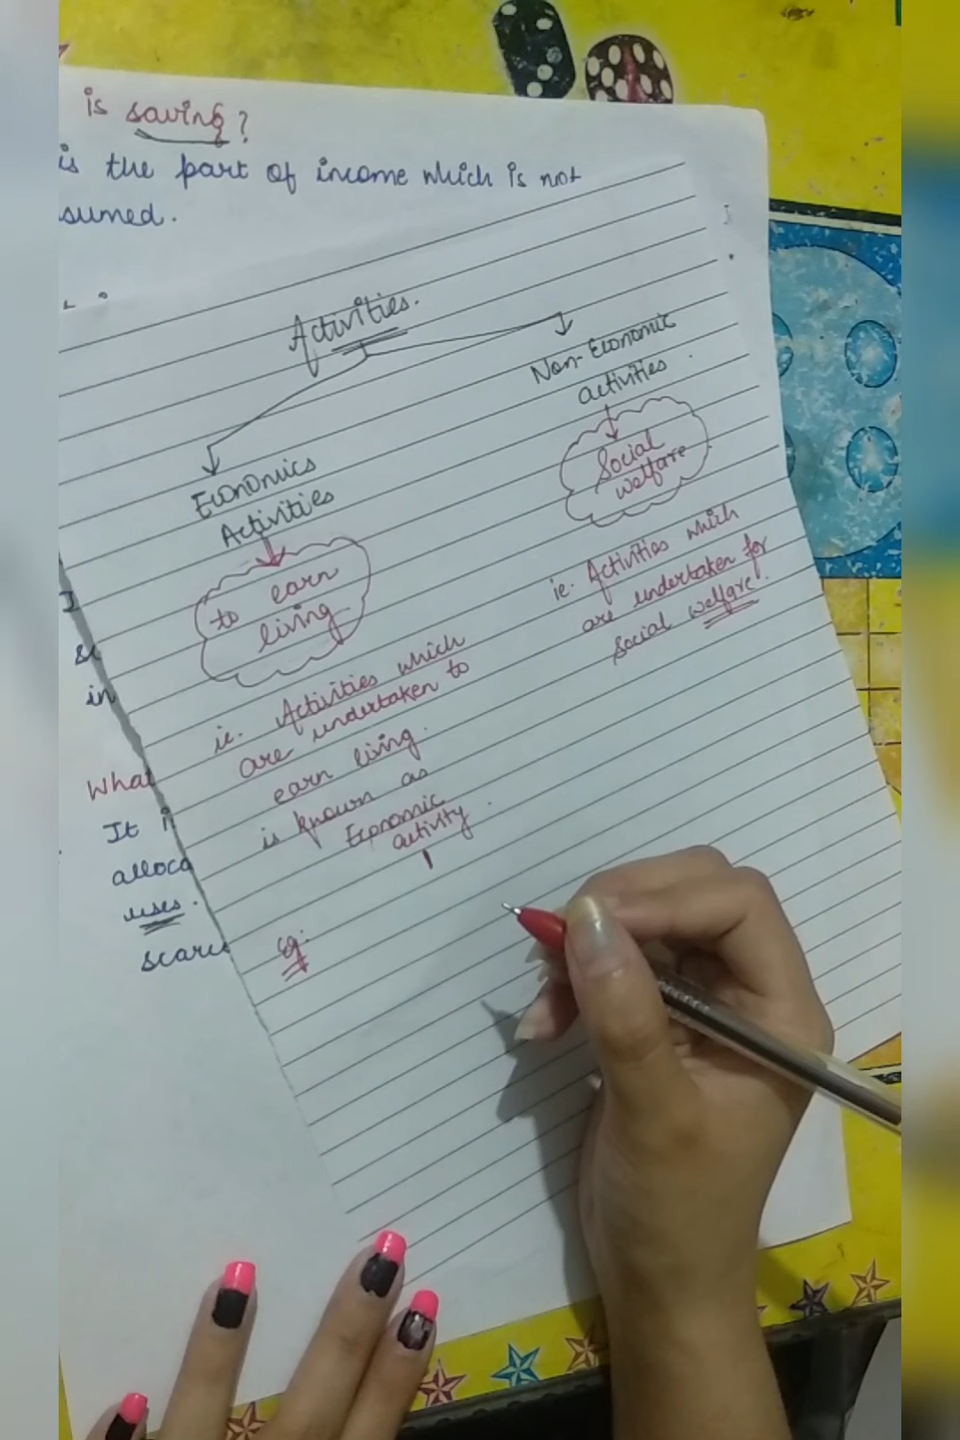 is saving?
is the part of income which is not
sumed.
Activities.
Non-Economic
activities
Social
welfare
ie. Activities which
are undertaken for
social welfare.
Economics
Activities
to earn
living
ie. Activities which
are undertaken to
earn living.
is known as
Economic
activity
eg:
in
What
It i
alloca
uses.
scarc